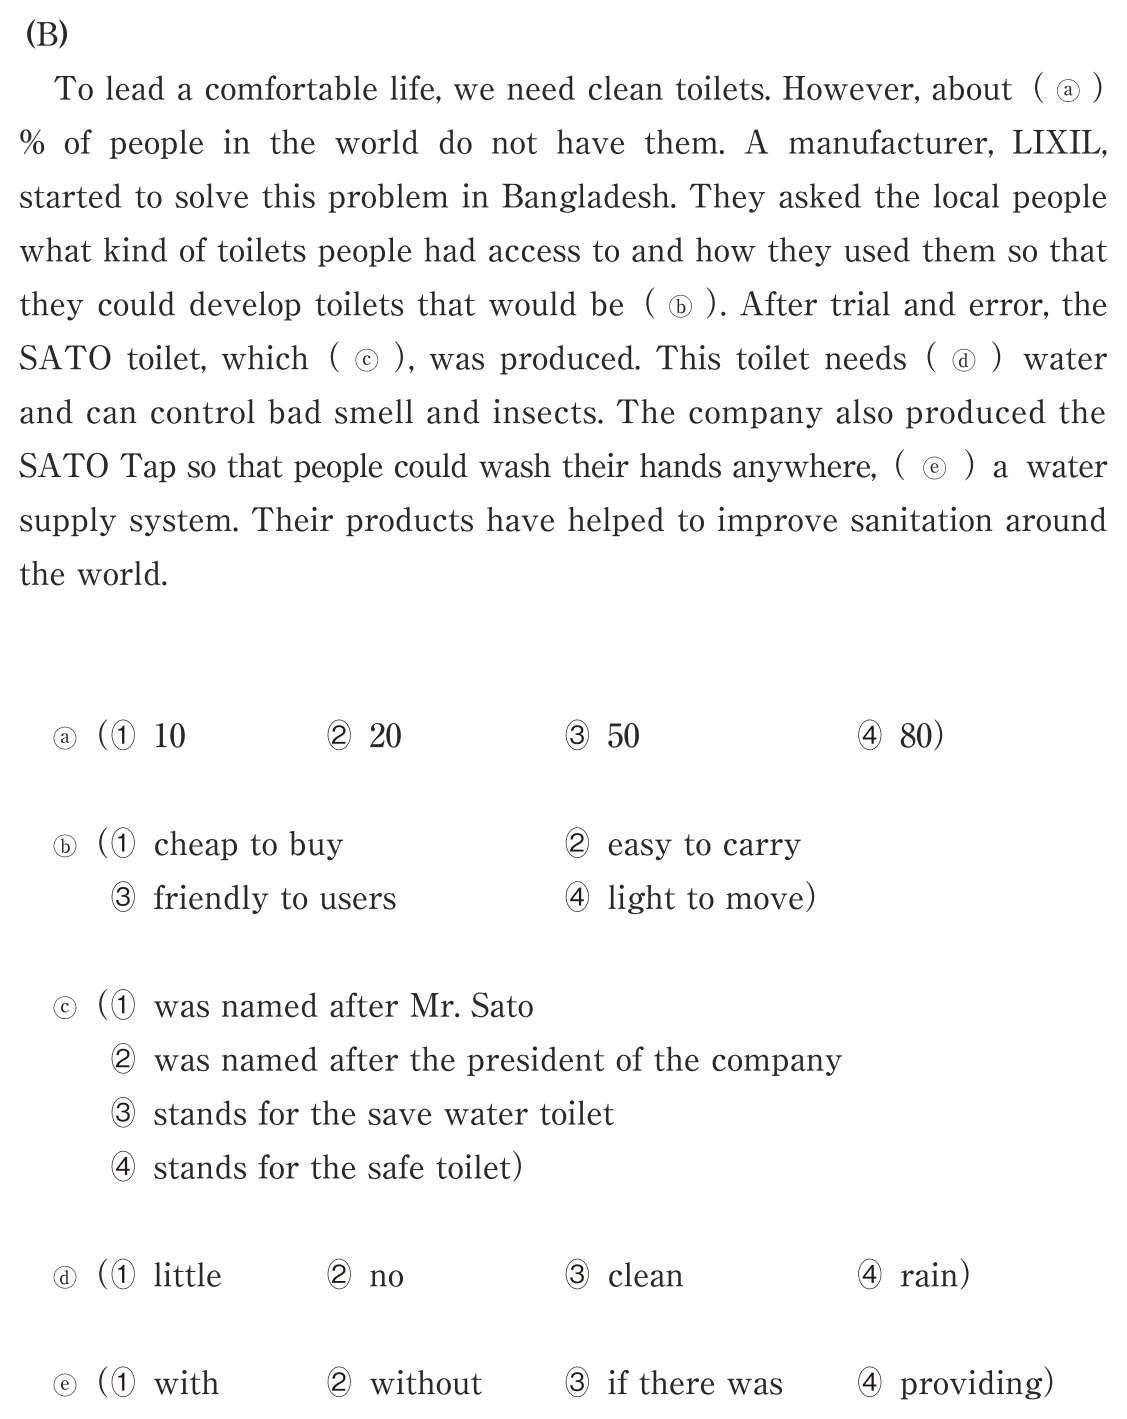 (B)
To lead a comfortable life, we need clean toilets. However, about ( ⓐ )
% of people in the world do not have them. A manufacturer, LIXIL,
started to solve this problem in Bangladesh. They asked the local people
what kind of toilets people had access to and how they used them so that
they could develop toilets that would be ( ⓑ ). After trial and error, the
SATO toilet, which ( ⓒ ), was produced. This toilet needs ( ⓓ ) water
and can control bad smell and insects. The company also produced the
SATO Tap so that people could wash their hands anywhere, ( ⓔ ) a water
supply system. Their products have helped to improve sanitation around
the world.
ⓐ (① 10 ② 20 ③ 50 ④ 80)
ⓑ (① cheap to buy ② easy to carry
③ friendly to users ④ light to move)
ⓒ (① was named after Mr. Sato
② was named after the president of the company
③ stands for the save water toilet
④ stands for the safe toilet)
ⓓ (① little ② no ③ clean ④ rain)
ⓔ (① with ② without ③ if there was ④ providing)